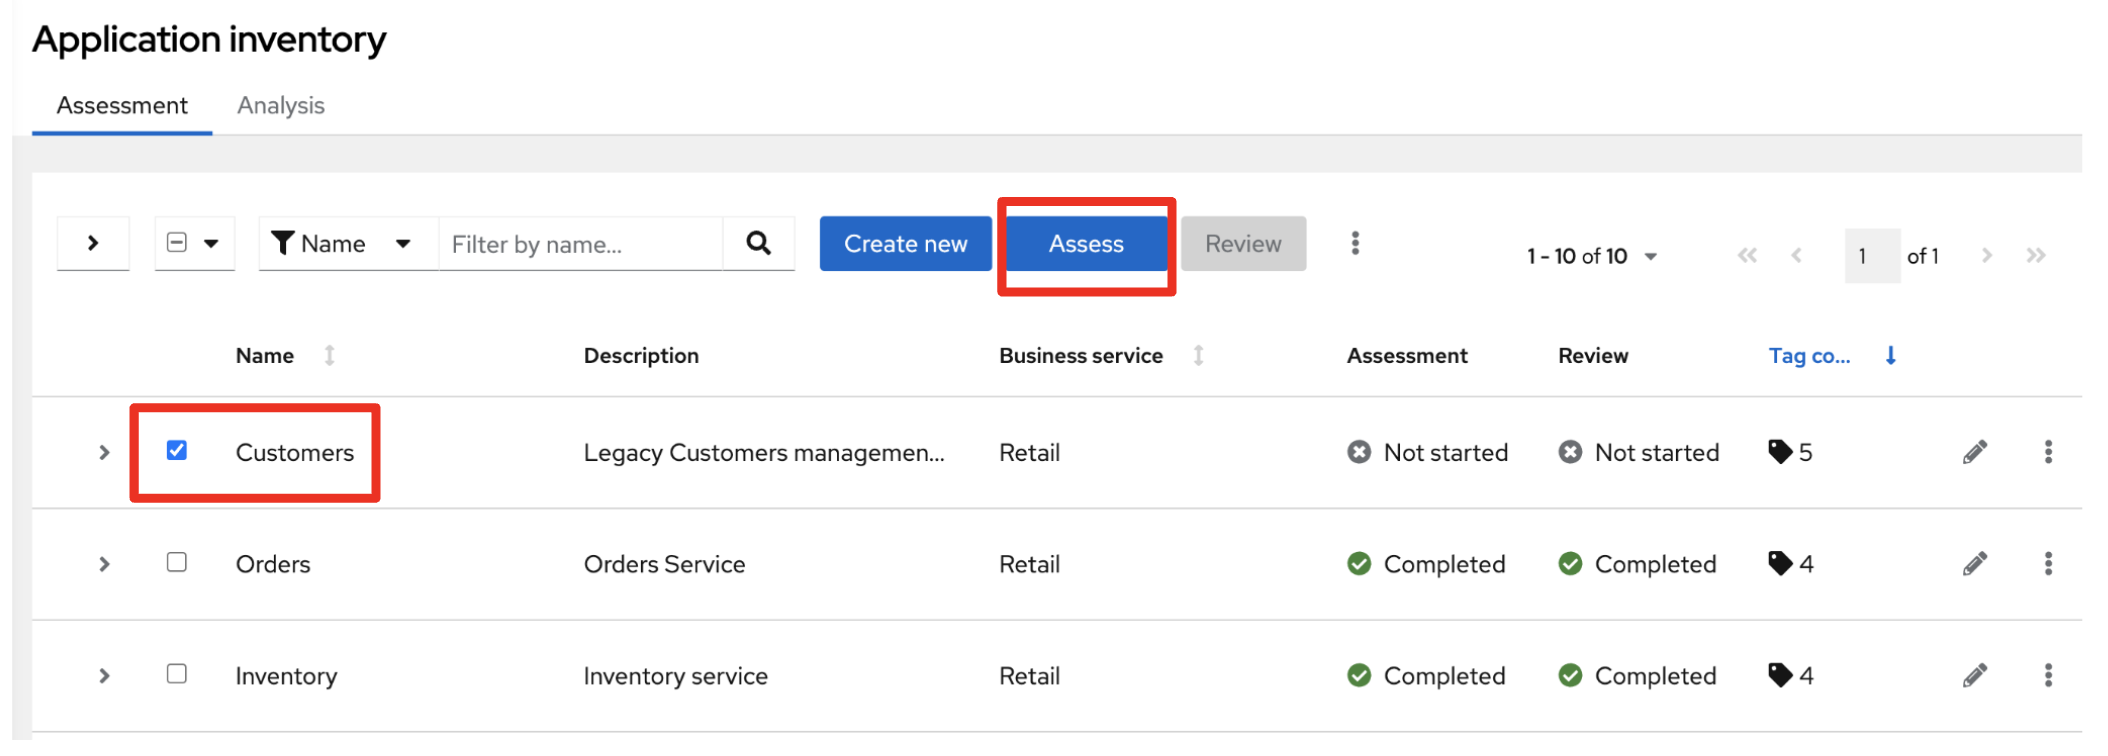 Application inventory
Assessment Analysis
Name Filter by name... Create new Assess Review 1 - 10 of 10 1 of 1
Name Description Business service Assessment Review Tag co...
Customers Legacy Customers managemen... Retail Not started Not started 5
Orders Orders Service Retail Completed Completed 4
Inventory Inventory service Retail Completed Completed 4